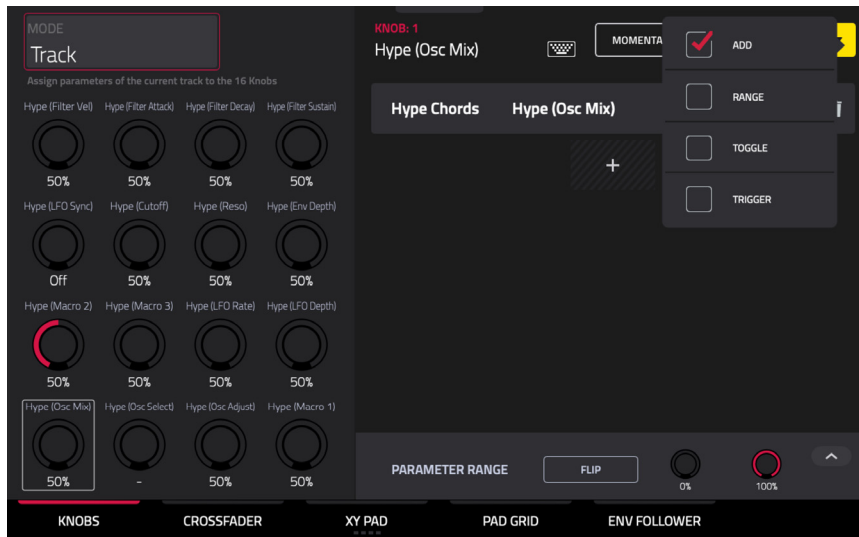 MODE
Track
Assign parameters of the current track to the 16 Knobs
Hype (Filter Vel) Hype (Filter Attack) Hype (Filter Decay) Hype (Filter Sustain)
50% 50% 50% 50%
Hype (LFO Sync) Hype (Cutoff) Hype (Reso) Hype (Env Depth)
Off 50% 50% 50%
Hype (Macro 2) Hype (Macro 3) Hype (LFO Rate) Hype (LFO Depth)
50% 50% 50% 50%
Hype (Osc Mix) Hype (Osc Select) Hype (Osc Adjust) Hype (Macro 1)
50% - 50% 50%
KNOB: 1
Hype (Osc Mix)
MOMENTA
Hype Chords Hype (Osc Mix)
+
ADD
RANGE
TOGGLE
TRIGGER
PARAMETER RANGE FLIP 0% 100%
KNOBS CROSSFADER XY PAD PAD GRID ENV FOLLOWER